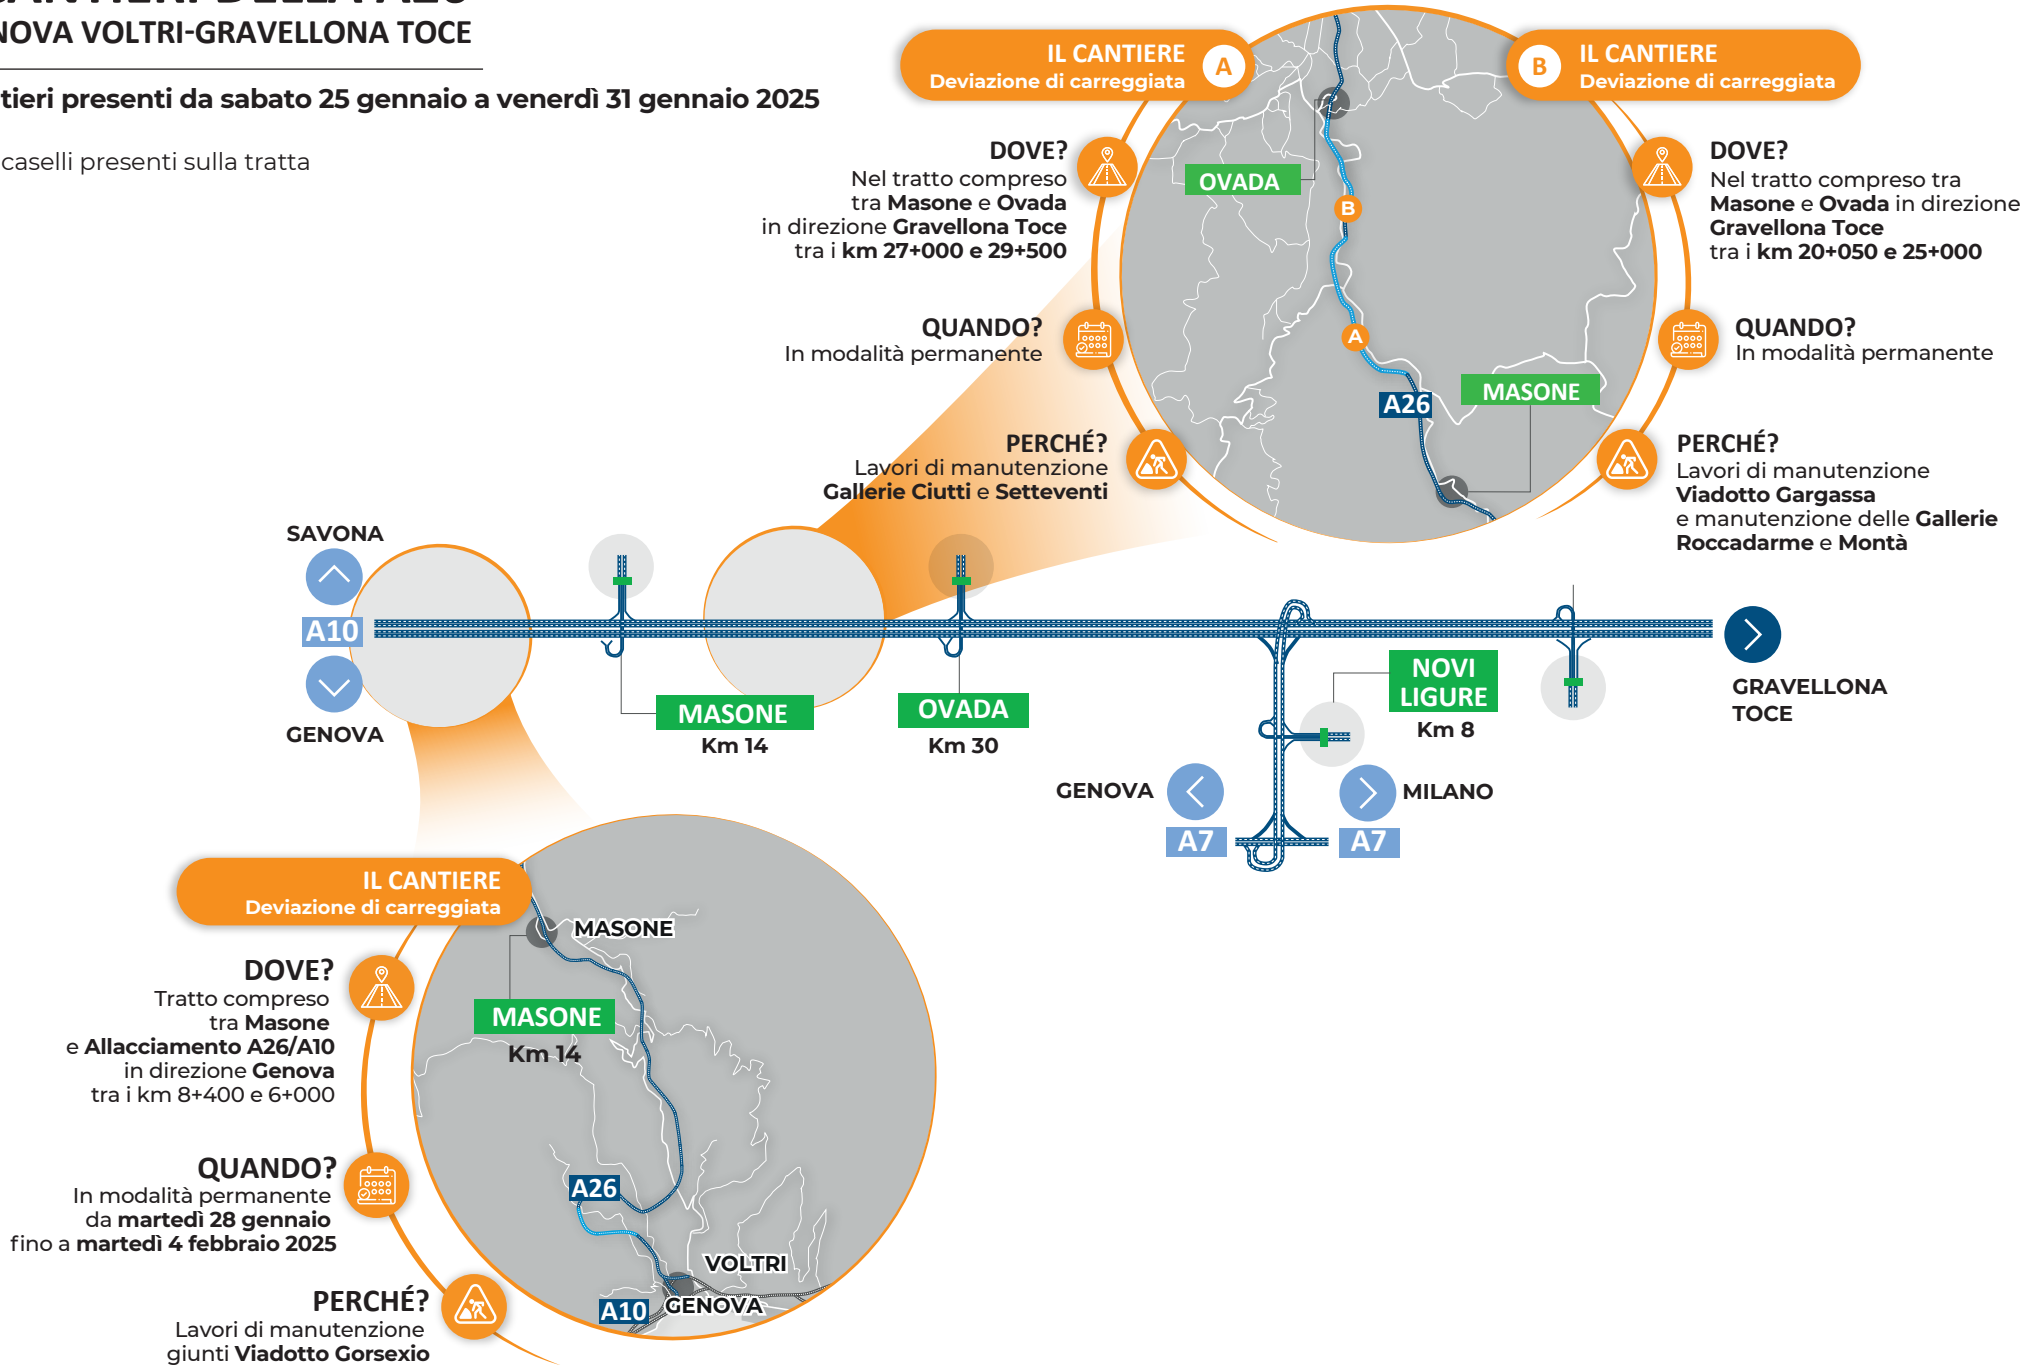 NOVA VOLTRI-GRAVELLONA TOCE
tieri presenti da sabato 25 gennaio a venerdì 31 gennaio 2025
caselli presenti sulla tratta
IL CANTIERE
Deviazione di carreggiata
A
DOVE?
Nel tratto compreso
tra Masone e Ovada
in direzione Gravellona Toce
tra i km 27+000 e 29+500
QUANDO?
In modalità permanente
PERCHÉ?
Lavori di manutenzione
Gallerie Ciutti e Setteventi
B
IL CANTIERE
Deviazione di carreggiata
DOVE?
Nel tratto compreso tra
Masone e Ovada in direzione
Gravellona Toce
tra i km 20+050 e 25+000
QUANDO?
In modalità permanente
PERCHÉ?
Lavori di manutenzione
Viadotto Gargassa
e manutenzione delle Gallerie
Roccadarme e Montà
OVADA
B
A
A26
MASONE
SAVONA
A10
GENOVA
MASONE
Km 14
OVADA
Km 30
NOVI
LIGURE
Km 8
GRAVELLONA
TOCE
GENOVA
A7
MILANO
A7
IL CANTIERE
Deviazione di carreggiata
DOVE?
Tratto compreso
tra Masone
e Allacciamento A26/A10
in direzione Genova
tra i km 8+400 e 6+000
QUANDO?
In modalità permanente
da martedì 28 gennaio
fino a martedì 4 febbraio 2025
PERCHÉ?
Lavori di manutenzione
giunti Viadotto Gorsexio
MASONE
MASONE
Km 14
A26
VOLTRI
A10
GENOVA